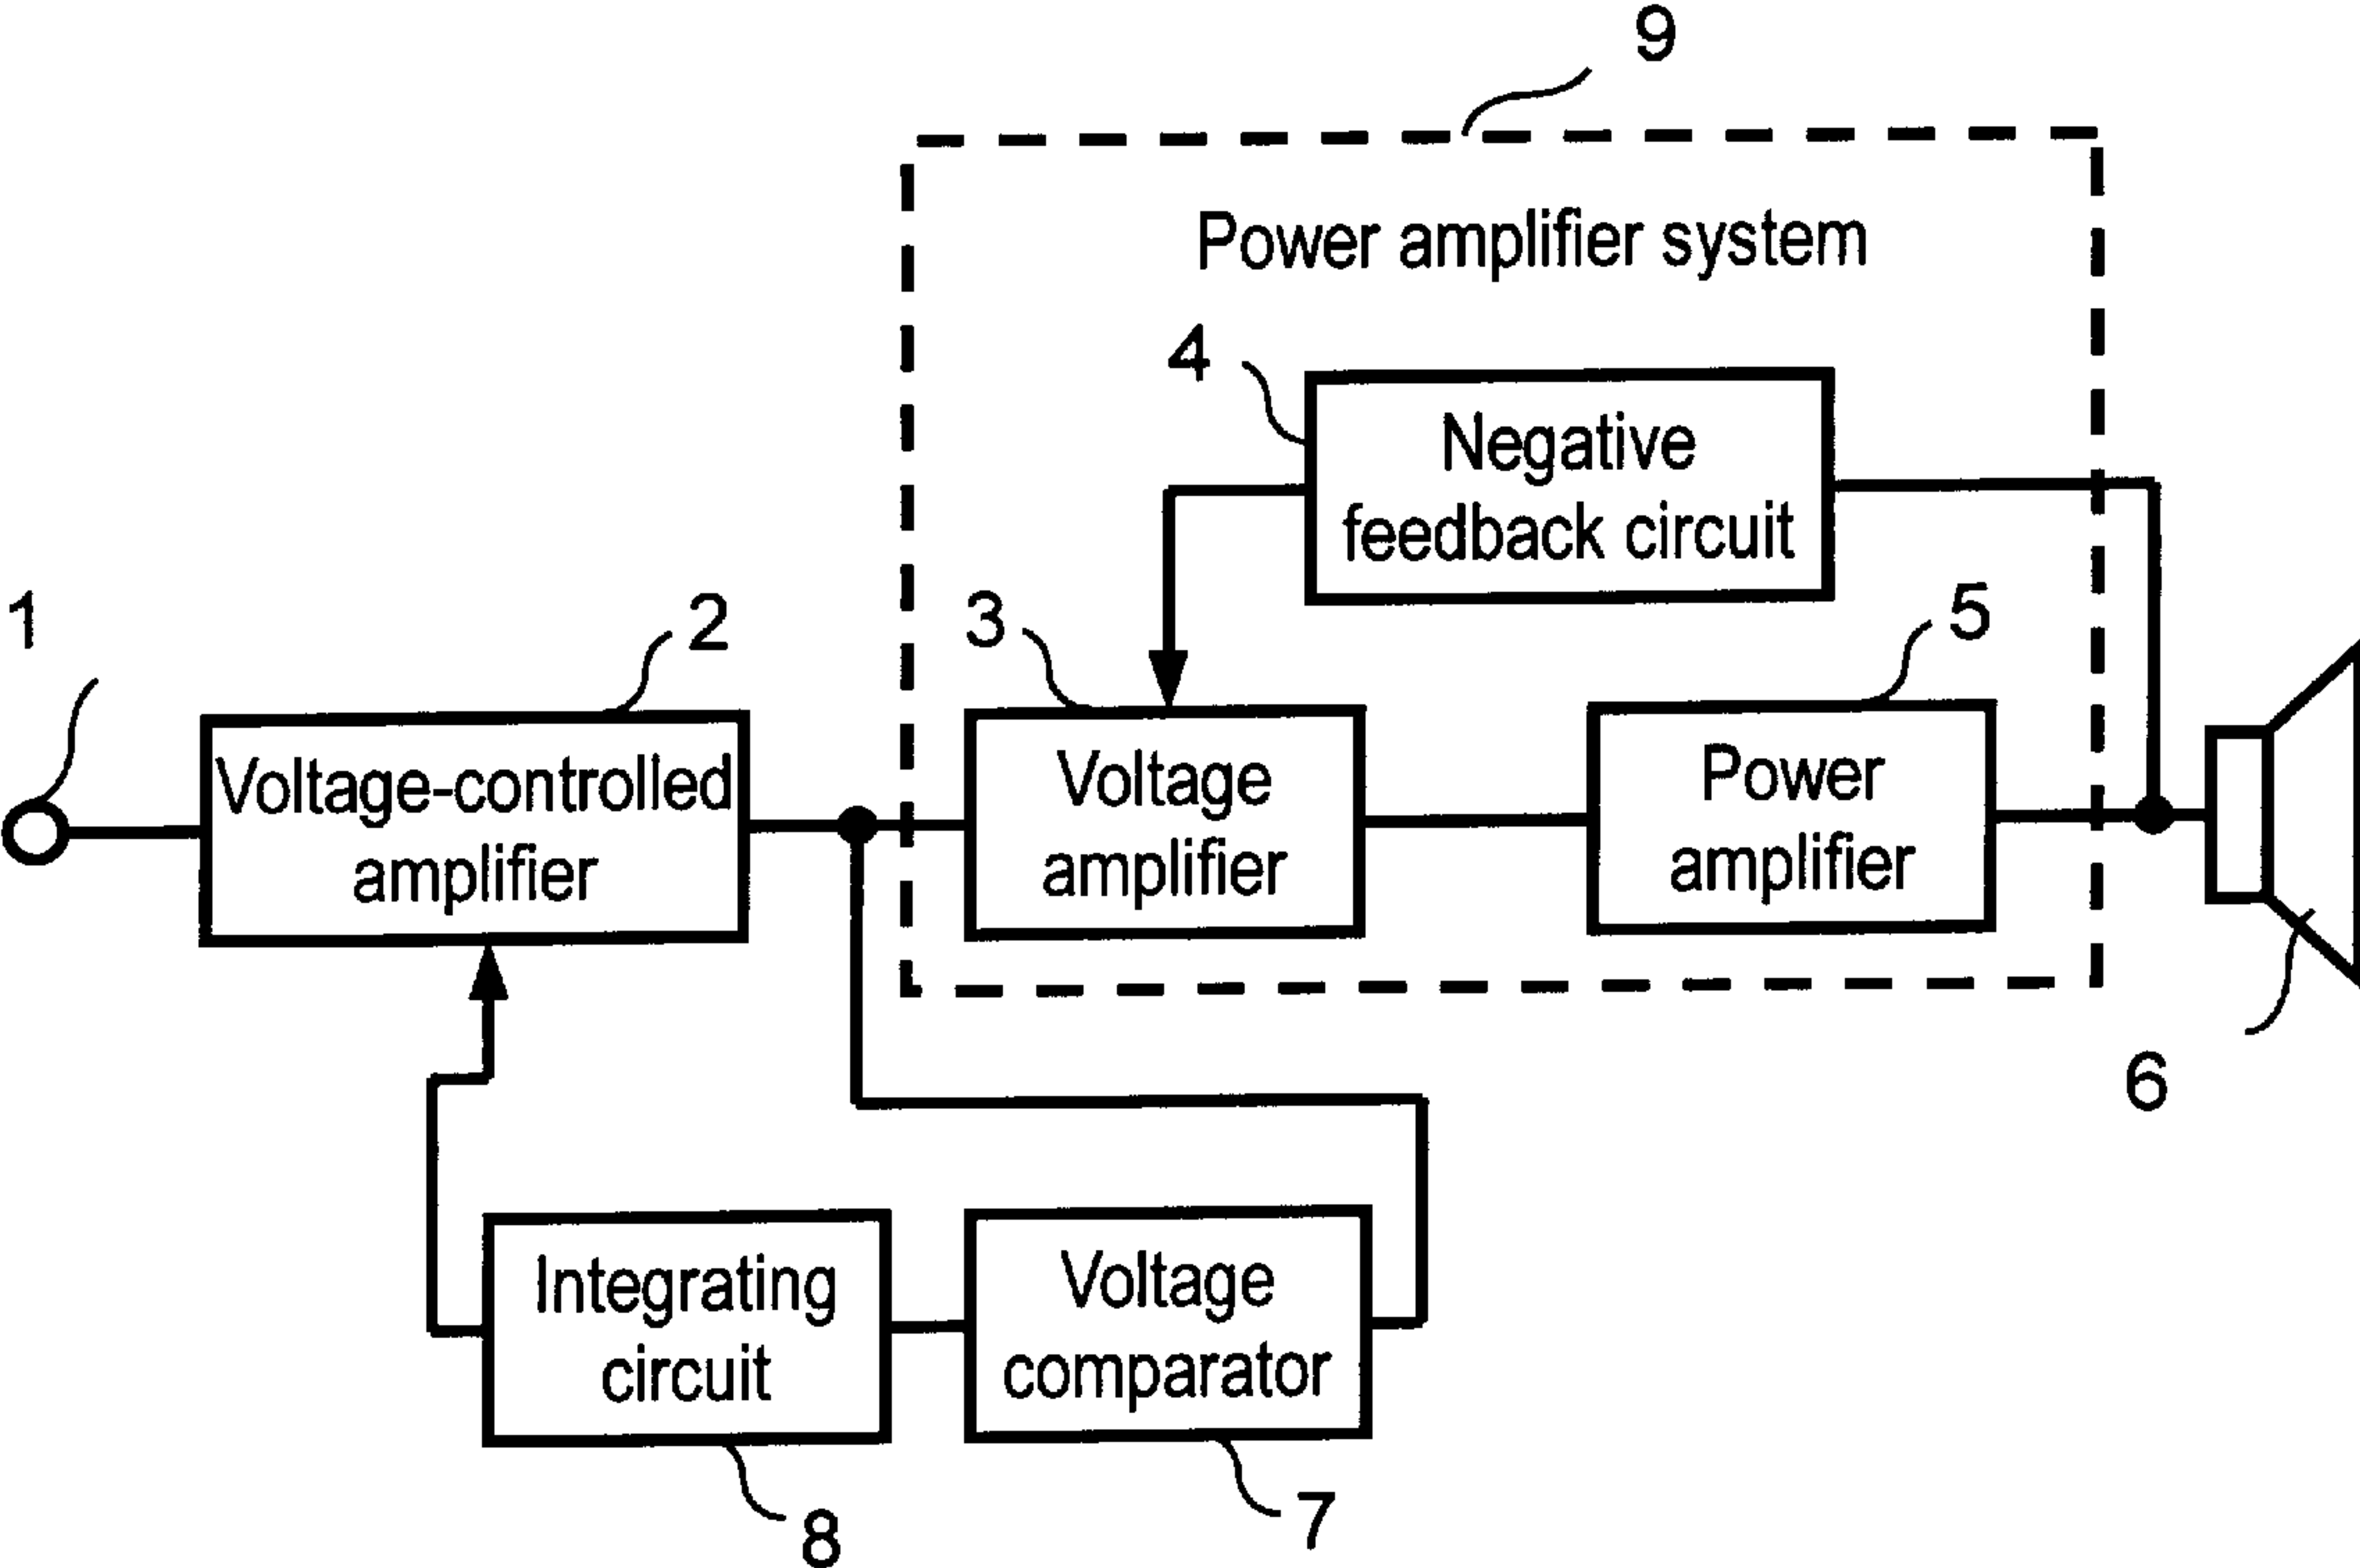 9
Power amplifier system
4
Negative
feedback circuit
1
2
3
5
Voltage-controlled
amplifier
Voltage
amplifier
Power
amplifier
6
Integrating
circuit
Voltage
comparator
8
7